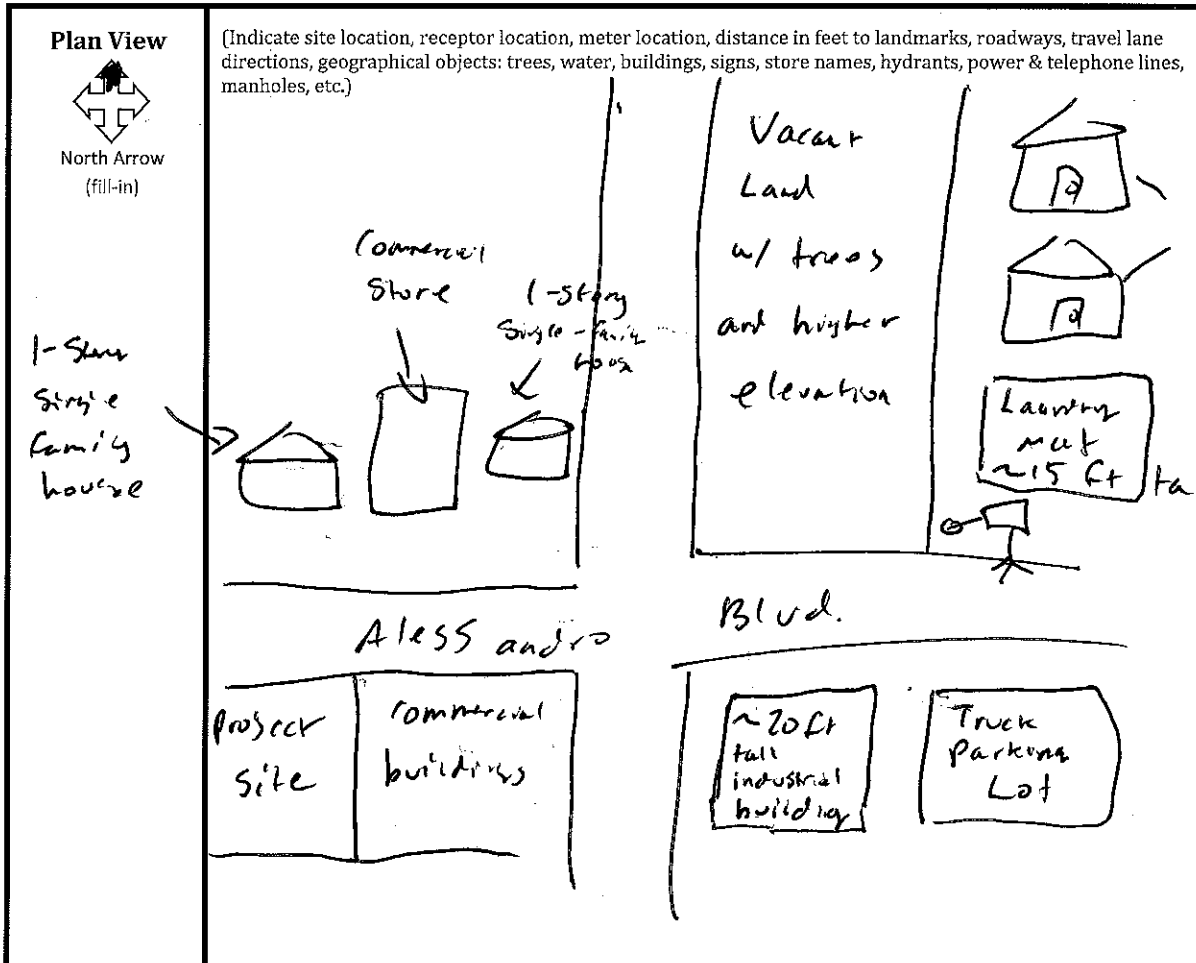 Plan View
North Arrow
(fill-in)
(Indicate site location, receptor location, meter location, distance in feet to landmarks, roadways, travel lane
directions, geographical objects: trees, water, buildings, signs, store names, hydrants, power & telephone lines,
manholes, etc.)
1-Story
Single
family
house
Commercial
Store
1-story
Single-family
house
Vacant
Land
w/ trees
and higher
elevation
Laundry
mat
~15 ft ta
Alessandro
Blvd.
Project
Site
commercial
buildings
~20ft
tall
industrial
building
Truck
Parking
Lot